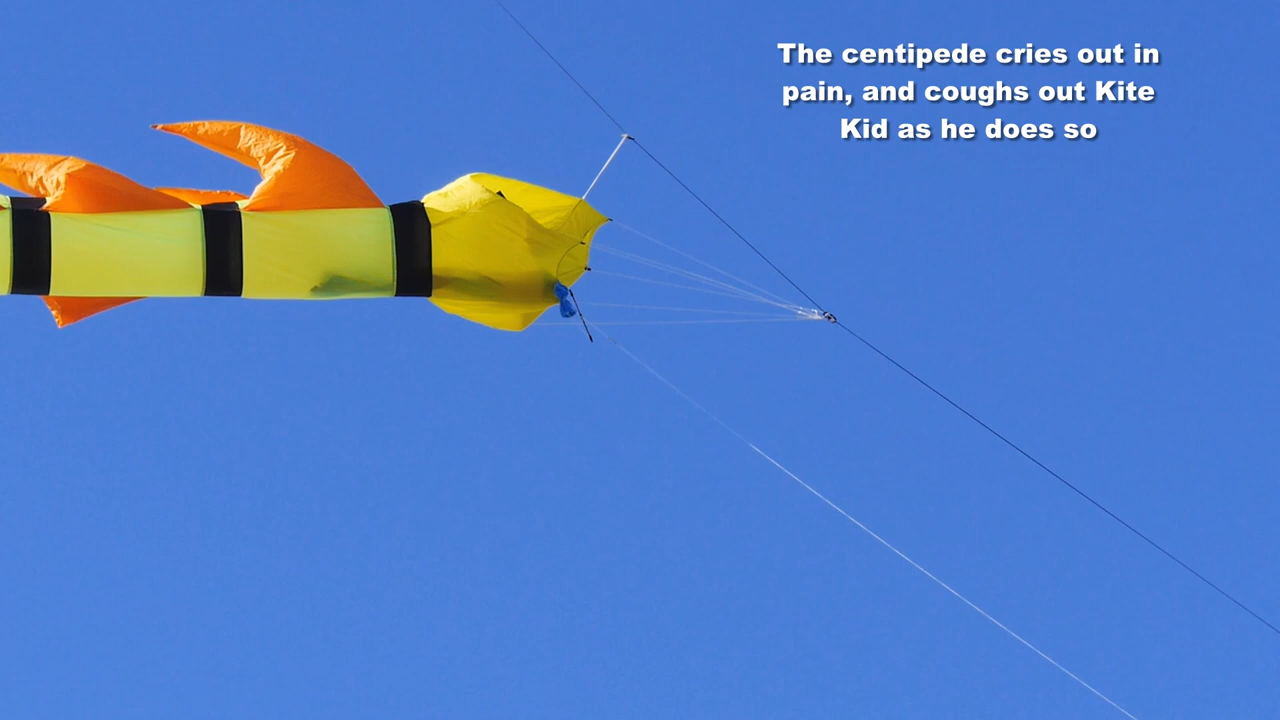 The centipede cries out in
pain, and coughs out Kite
Kid as he does so